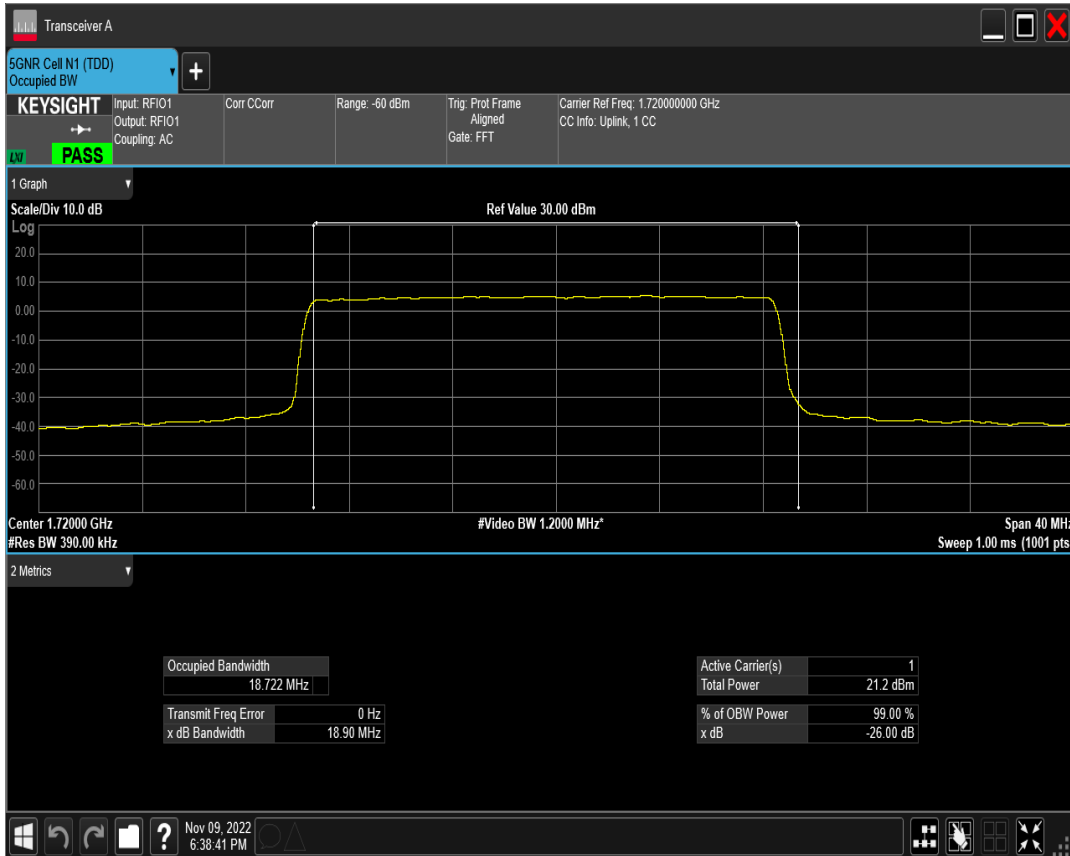 Transceiver A
5GNR Cell N1 (TDD)
Occupied BW
+
KEYSIGHT
LXI
PASS
Input: RFIO1
Output: RFIO1
Coupling: AC
Corr CCorr
Range: -60 dBm
Trig: Prot Frame
Aligned
Gate: FFT
Carrier Ref Freq: 1.720000000 GHz
CC Info: Uplink, 1 CC
1 Graph
Scale/Div 10.0 dB
Ref Value 30.00 dBm
Log
20.0
10.0
0.00
-10.0
-20.0
-30.0
-40.0
-50.0
-60.0
Center 1.72000 GHz
#Video BW 1.2000 MHz*
Span 40 MHz
#Res BW 390.00 kHz
Sweep 1.00 ms (1001 pts
2 Metrics
Occupied Bandwidth
18.722 MHz
Transmit Freq Error 0 Hz
x dB Bandwidth 18.90 MHz
Active Carrier(s) 1
Total Power 21.2 dBm
% of OBW Power 99.00 %
x dB -26.00 dB
?
Nov 09, 2022
6:38:41 PM